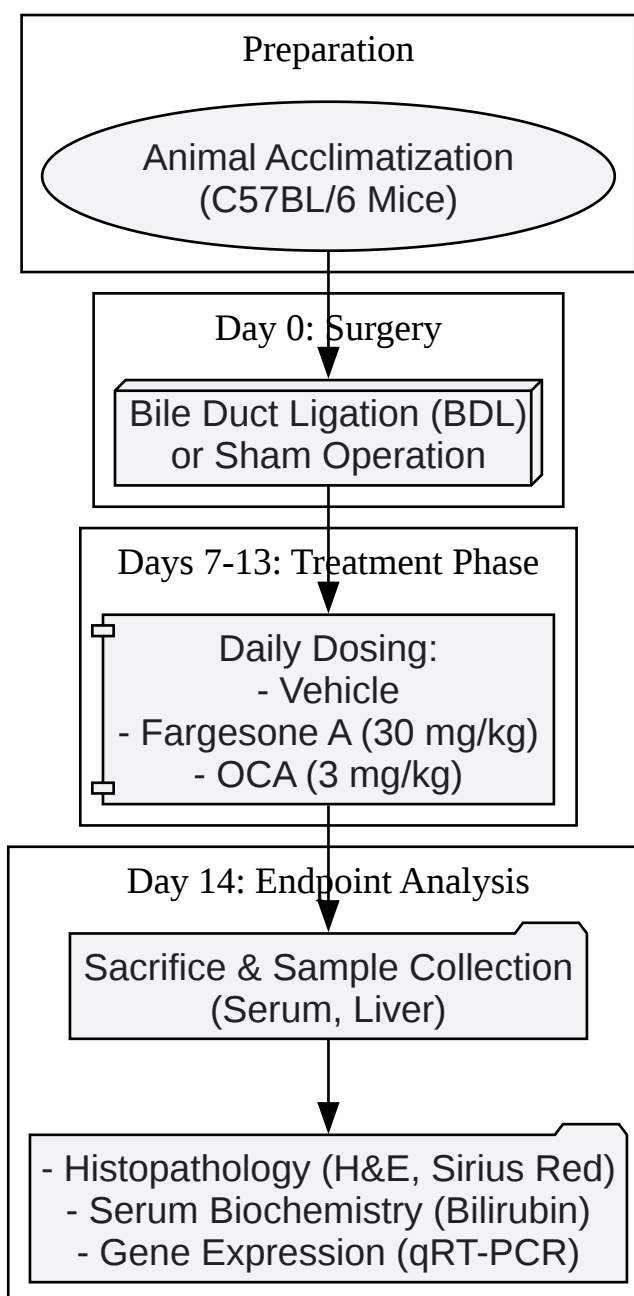 Preparation
Animal Acclimatization
(C57BL/6 Mice)
Day 0: Surgery
Bile Duct Ligation (BDL)
or Sham Operation
Days 7-13: Treatment Phase
Daily Dosing:
- Vehicle
- Fargesone A (30 mg/kg)
- OCA (3 mg/kg)
Day 14: Endpoint Analysis
Sacrifice & Sample Collection
(Serum, Liver)
- Histopathology (H&E, Sirius Red)
- Serum Biochemistry (Bilirubin)
- Gene Expression (qRT-PCR)